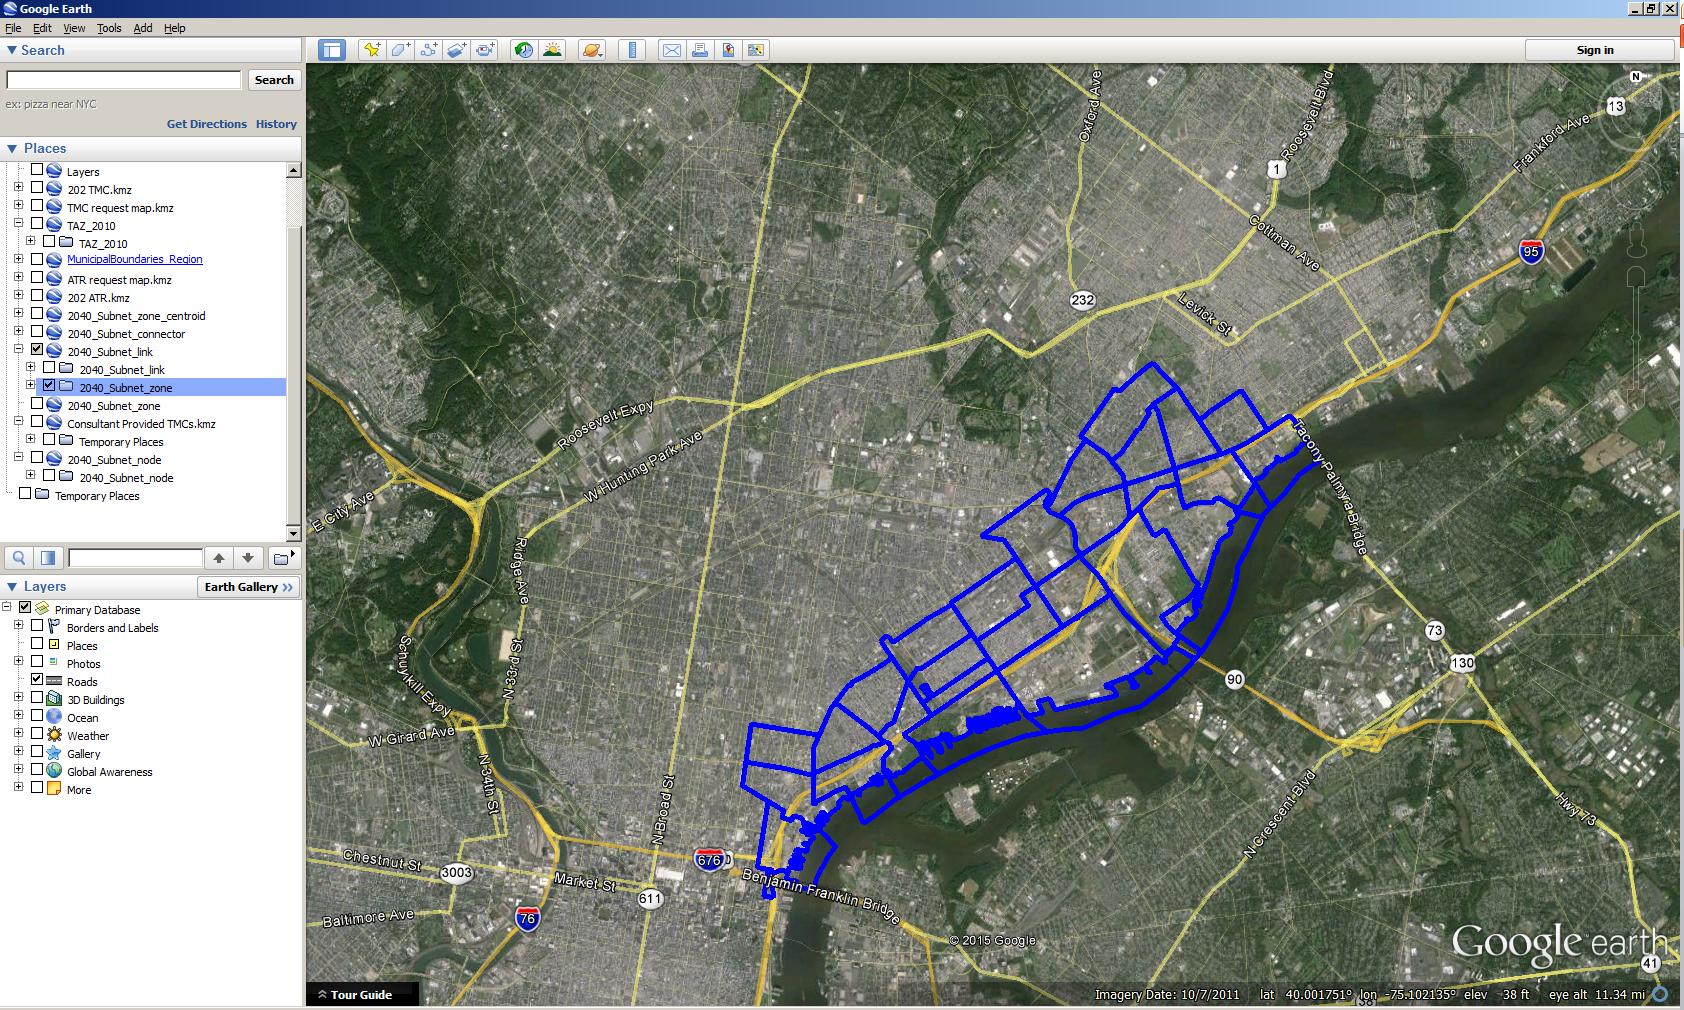 Google Earth
File Edit View Tools Add Help
Search
Search
ex: pizza near NYC
Get Directions History
Places
Layers
202 TMC.kmz
TMC request map.kmz
TAZ_2010
TAZ_2010
MunicipalBoundaries_Region
ATR request map.kmz
202 ATR.kmz
2040_Subnet_zone_centroid
2040_Subnet_connector
2040_Subnet_link
2040_Subnet_link
2040_Subnet_zone
2040_Subnet_zone
Consultant Provided TMCs.kmz
Temporary Places
2040_Subnet_node
2040_Subnet_node
Temporary Places
Layers
Earth Gallery >>
Primary Database
Borders and Labels
Places
Photos
Roads
3D Buildings
Ocean
Weather
Gallery
Global Awareness
More
Sign in
N
13
Oxford Ave
Roosevelt Blvd
Frankford Ave
1
Cottman Ave
95
232
Levick St
Roosevelt Expy
W Hunting Park Ave
Tacony Palmyra Bridge
E City Ave
Ridge Ave
N 33rd St
Schuylkill Expy
73
130
90
W Girard Ave
N 34th St
N Broad St
N Crescent Blvd
Hwy 73
Chestnut St
3003
Market St
676
611
Benjamin Franklin Bridge
Baltimore Ave
76
© 2015 Google
Google earth
41
Tour Guide
Imagery Date: 10/7/2011 lat 40.001751° lon -75.102135° elev 38 ft eye alt 11.34 mi